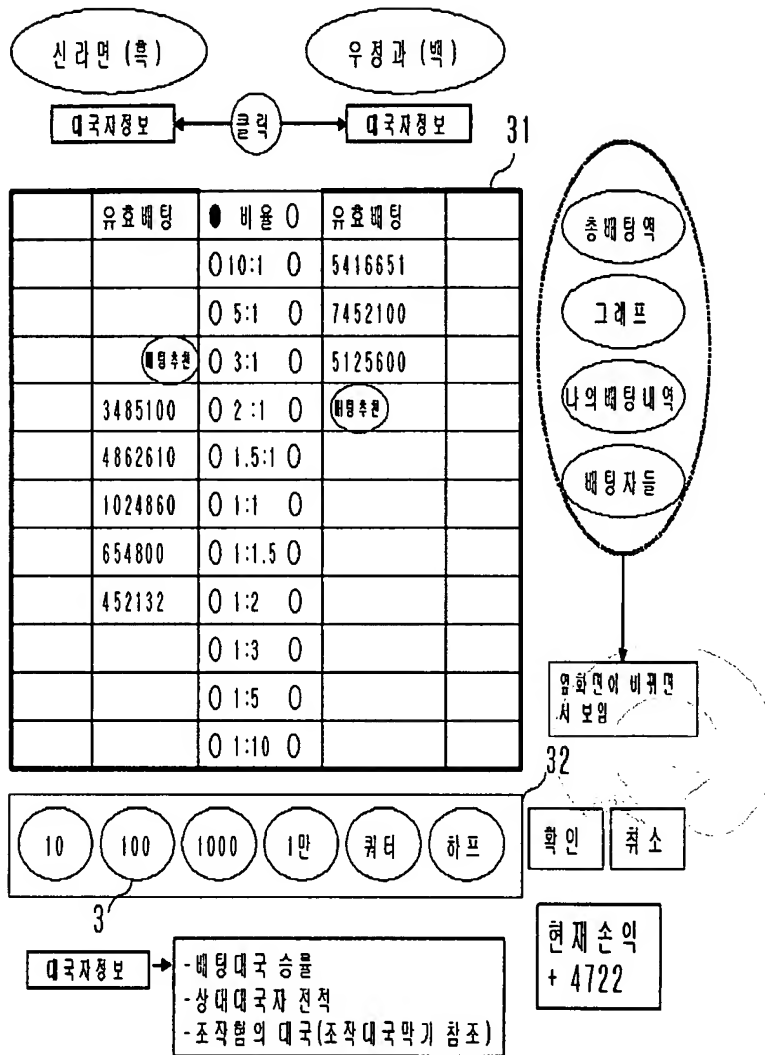 신라면 (흑) 우정과 (백)
대국자정보 클릭 대국자정보
31
유효배팅 ● 비율 ○ 유효배팅
○ 10:1 ○ 5416651
○ 5:1 ○ 7452100
배팅추천 ○ 3:1 ○ 5125600
3485100 ○ 2:1 ○ 배팅추천
4862610 ○ 1.5:1 ○
1024860 ○ 1:1 ○
654800 ○ 1:1.5 ○
452132 ○ 1:2 ○
○ 1:3 ○
○ 1:5 ○
○ 1:10 ○
총배팅액
그래프
나의배팅내역
배팅자들
옆화면이 바뀌면
서 보임
32
10 100 1000 1만 쿼터 하프 확인 취소
3
대국자정보
-배팅대국 승률
-상대대국자 전적
-조작혐의 대국(조작대국막기 참조)
현재손익
+ 4722